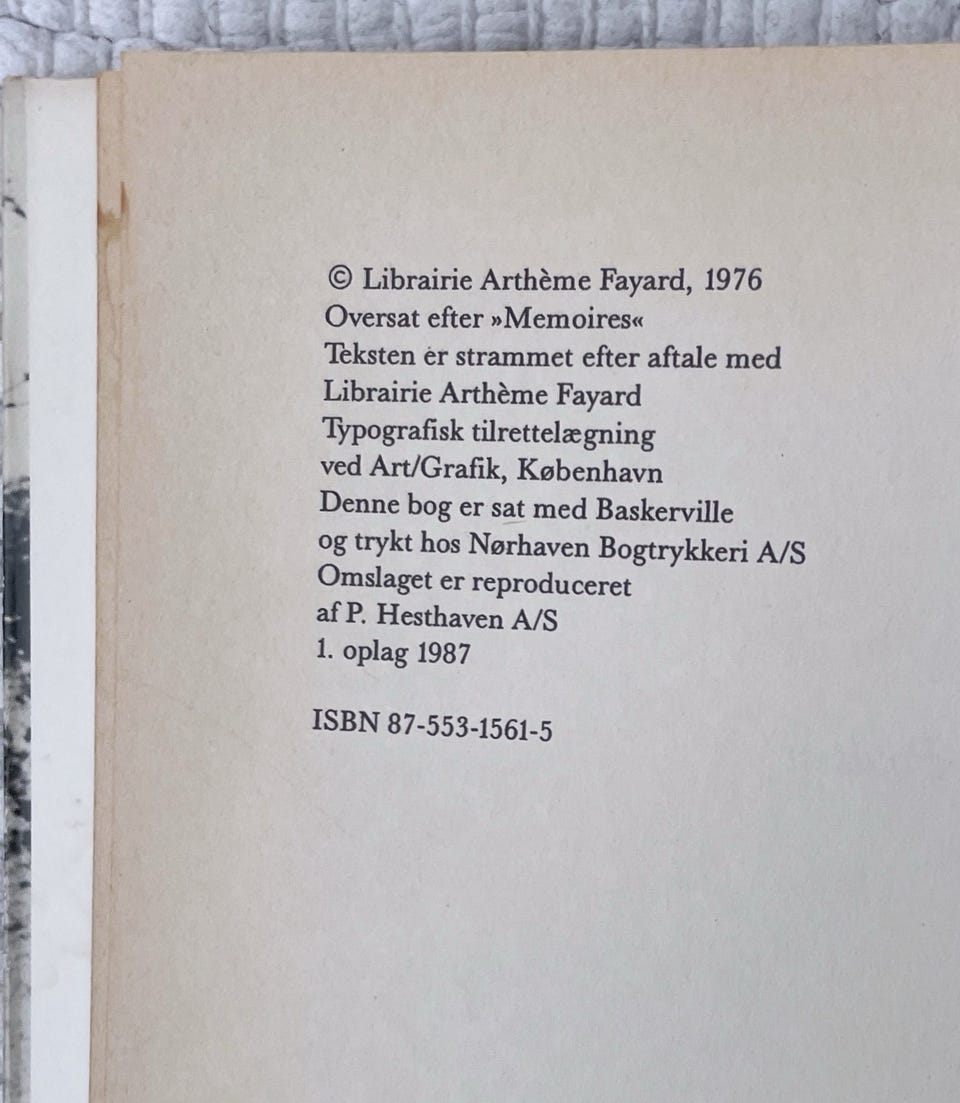 © Librairie Arthème Fayard, 1976
Oversat efter »Memoires«
Teksten er strammet efter aftale med
Librairie Arthème Fayard
Typografisk tilrettelægning
ved Art/Grafik, København
Denne bog er sat med Baskerville
og trykt hos Nørhaven Bogtrykkeri A/S
Omslaget er reproduceret
af P. Hesthaven A/S
1. oplag 1987
ISBN 87-553-1561-5